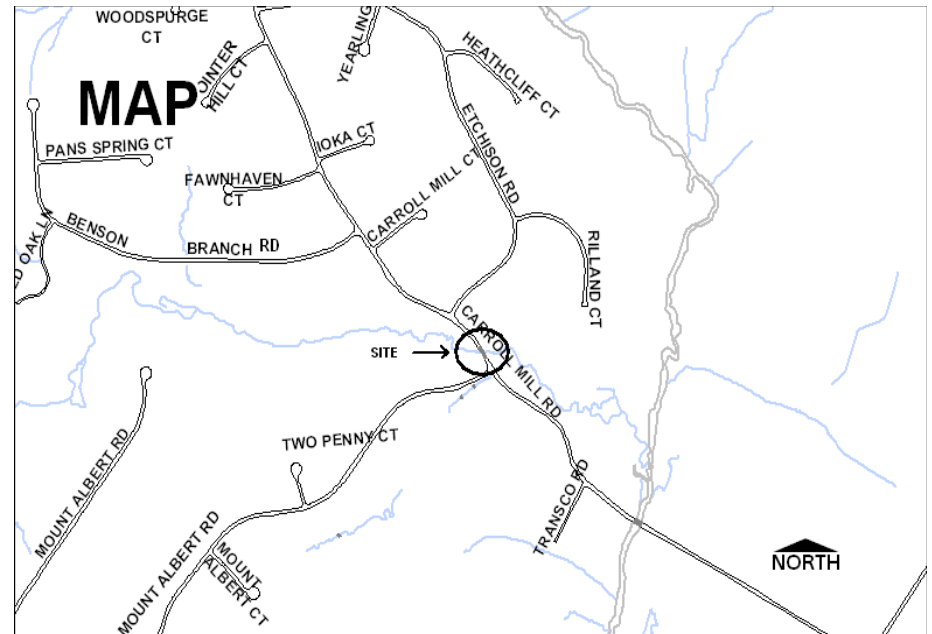 WOODSPURGE
CT
MAP
OINTER
HILL CT
YEARLING
HEATHCLIFF CT
PANS SPRING CT
IOKA CT
ETCHISON RD
FAWNHAVEN
CT
CARROLL MILL CT
D OAK LN
BENSON
BRANCH RD
RILLAND CT
CARROLL MILL RD
SITE
TWO PENNY CT
MOUNT ALBERT RD
TRANSCO RD
MOUNT ALBERT RD
MOUNT
ALBERT CT
NORTH